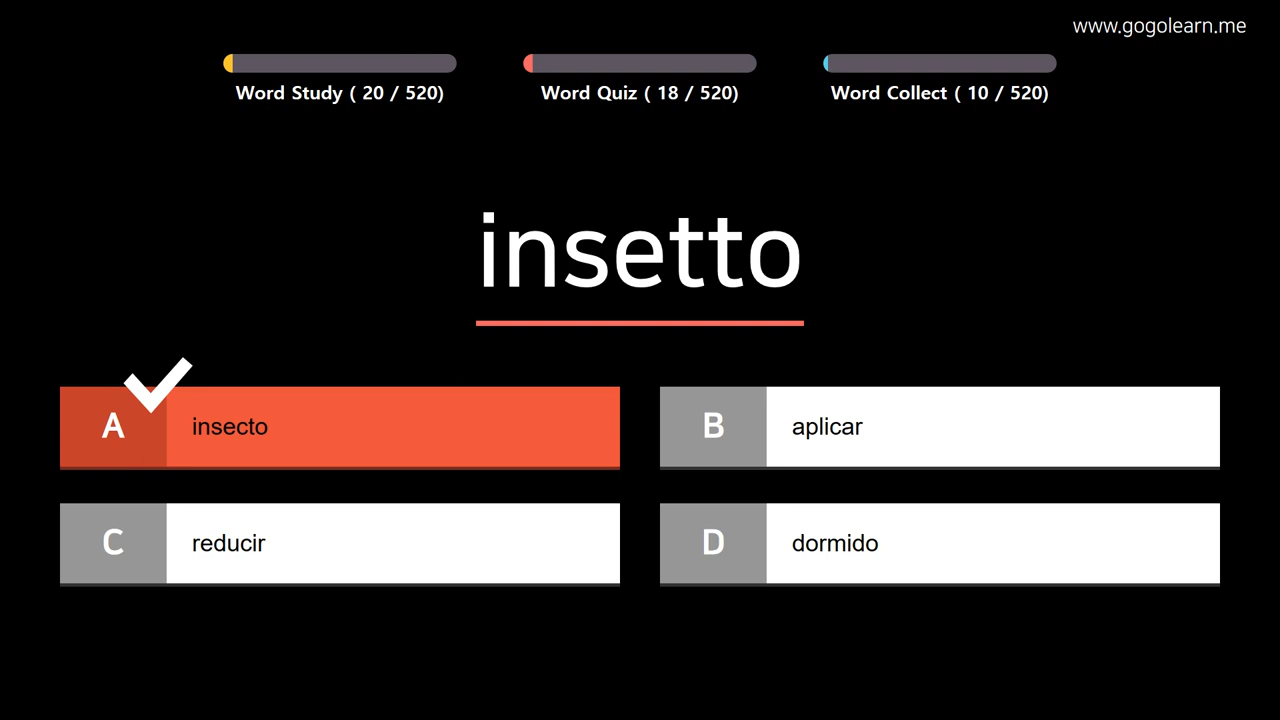 www.gogolearn.me
Word Study ( 20 / 520)
Word Quiz ( 18 / 520)
Word Collect ( 10 / 520)
insetto
A insecto
B aplicar
C reducir
D dormido